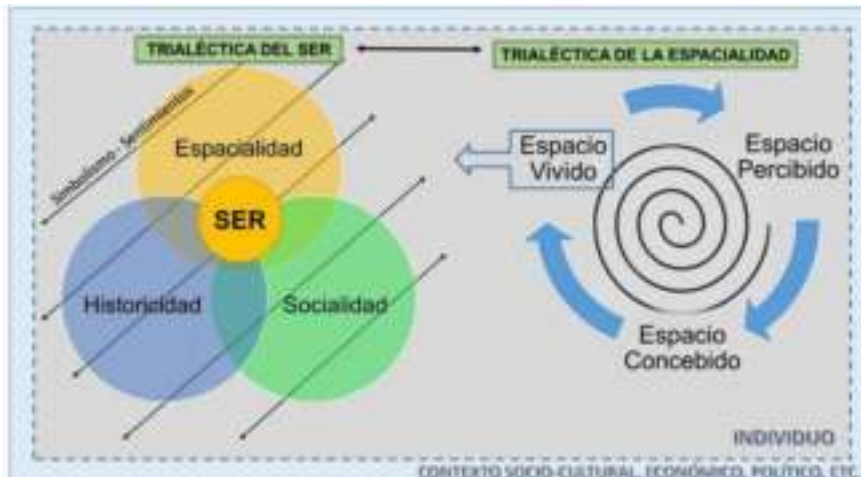 TRIALÉCTICA DEL SER
TRIALÉCTICA DE LA ESPACIALIDAD
Simbolismo - Sentimientos
Espacialidad
SER
Historicidad
Socialidad
Espacio
Vivido
Espacio
Percibido
Espacio
Concebido
INDIVIDUO
CONTEXTO SOCIO-CULTURAL, ECONÓMICO, POLÍTICO, ETC.